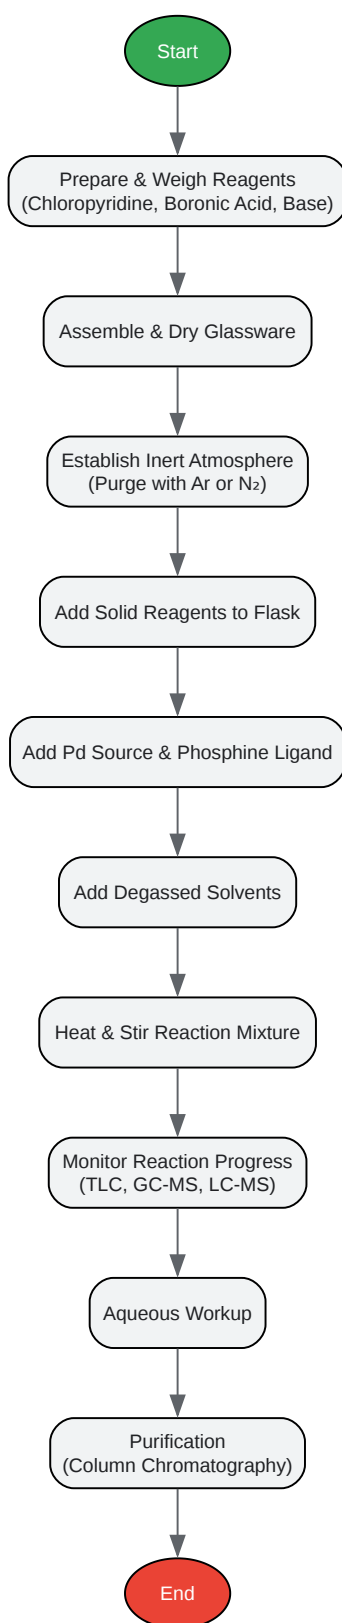 Start
Prepare & Weigh Reagents
(Chloropyridine, Boronic Acid, Base)
Assemble & Dry Glassware
Establish Inert Atmosphere
(Purge with Ar or N₂)
Add Solid Reagents to Flask
Add Pd Source & Phosphine Ligand
Add Degassed Solvents
Heat & Stir Reaction Mixture
Monitor Reaction Progress
(TLC, GC-MS, LC-MS)
Aqueous Workup
Purification
(Column Chromatography)
End